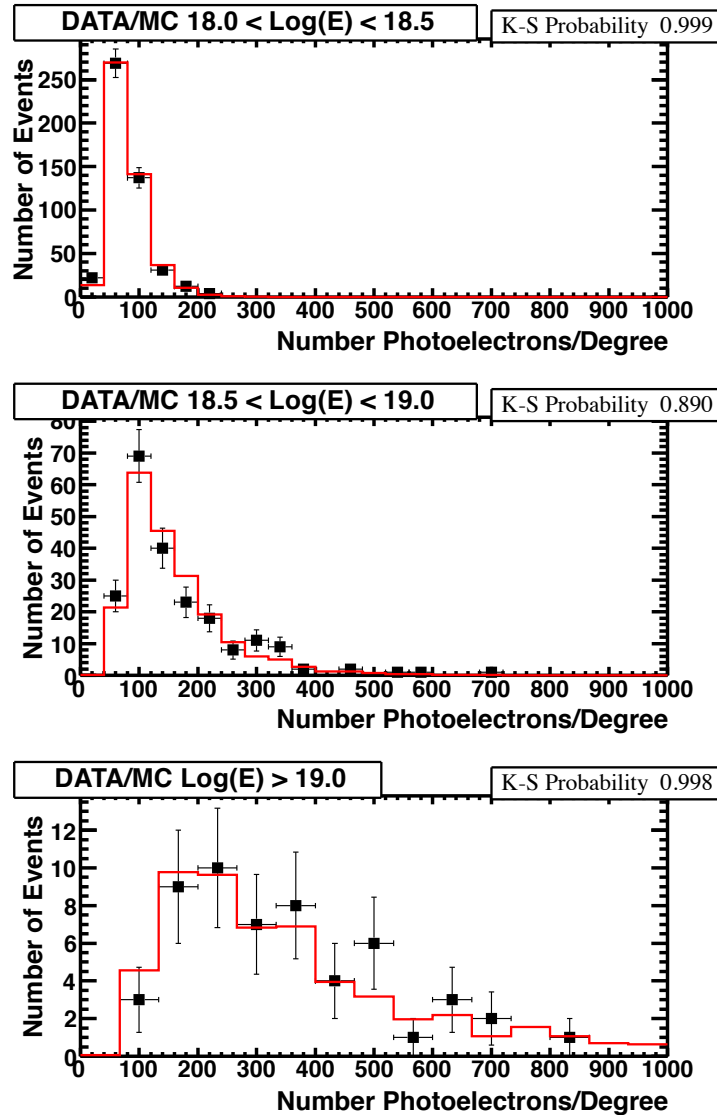 DATA/MC 18.0 < Log(E) < 18.5
K-S Probability 0.999
Number of Events
250
200
150
100
50
0
0 100 200 300 400 500 600 700 800 900 1000
Number Photoelectrons/Degree
DATA/MC 18.5 < Log(E) < 19.0
K-S Probability 0.890
Number of Events
80
70
60
50
40
30
20
10
0
0 100 200 300 400 500 600 700 800 900 1000
Number Photoelectrons/Degree
DATA/MC Log(E) > 19.0
K-S Probability 0.998
Number of Events
12
10
8
6
4
2
0
0 100 200 300 400 500 600 700 800 900 1000
Number Photoelectrons/Degree